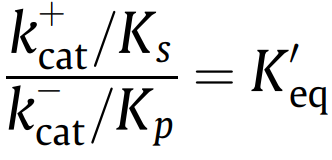 k⁺cat/Ks
k⁻cat/Kp
= K′eq